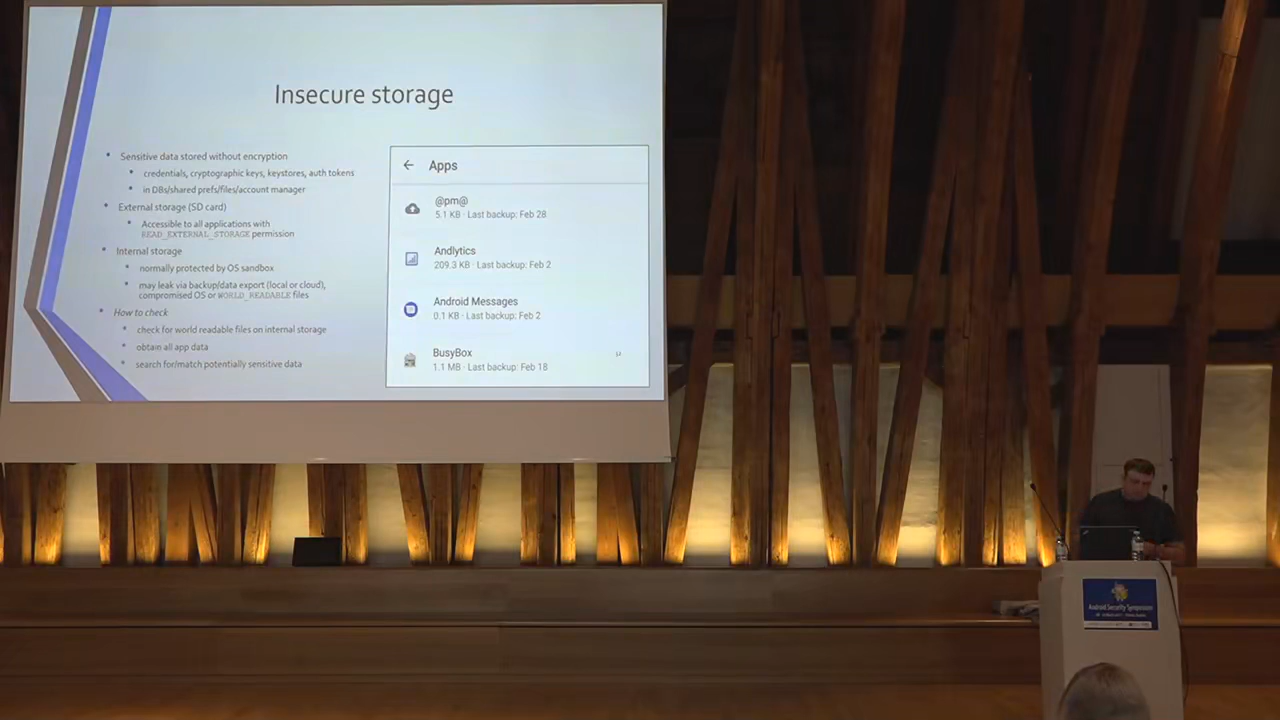 Insecure storage
• Sensitive data stored without encryption
• credentials, cryptographic keys, keystores, auth tokens
• in DBs/shared prefs/files/account manager
• External storage (SD card)
• Accessible to all applications with
READ_EXTERNAL_STORAGE permission
• Internal storage
• normally protected by OS sandbox
• may leak via backup/data export (local or cloud),
compromised OS or WORLD_READABLE files
• How to check
• check for world readable files on internal storage
• obtain all app data
• search for/match potentially sensitive data
← Apps
@pm@
5.1 KB · Last backup: Feb 28
Andlytics
209.3 KB · Last backup: Feb 2
Android Messages
0.1 KB · Last backup: Feb 2
BusyBox
1.1 MB · Last backup: Feb 18
Android Security Symposium